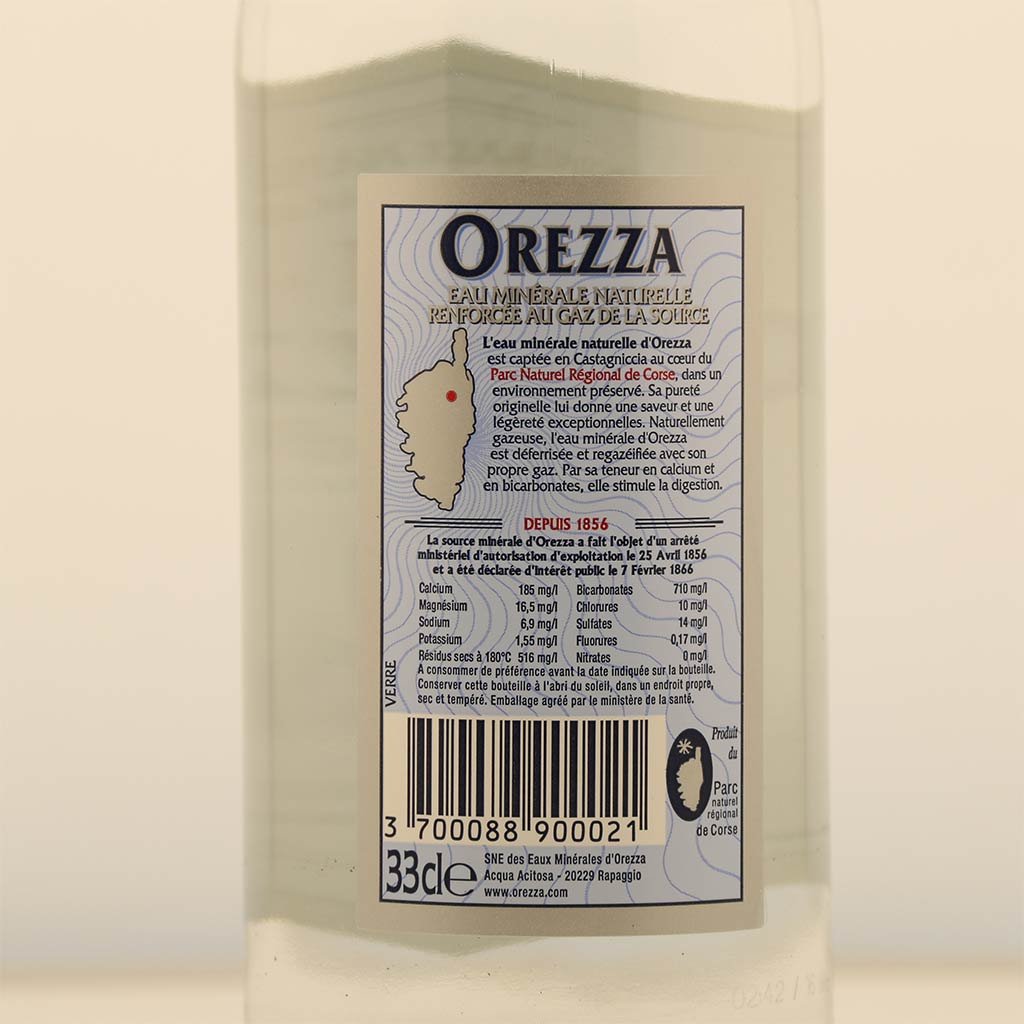 OREZZA
EAU MINÉRALE NATURELLE
RENFORCÉE AU GAZ DE LA SOURCE
L'eau minérale naturelle d'Orezza
est captée en Castagniccia au cœur du
Parc Naturel Régional de Corse, dans un
environnement préservé. Sa pureté
originelle lui donne une saveur et une
légèreté exceptionnelles. Naturellement
gazeuse, l'eau minérale d'Orezza
est déferrisée et regazéifiée avec son
propre gaz. Par sa teneur en calcium et
en bicarbonates, elle stimule la digestion.
DEPUIS 1856
La source minérale d'Orezza a fait l'objet d'un arrêté
ministériel d'autorisation d'exploitation le 25 Avril 1856
et a été déclarée d'intérêt public le 7 Février 1866
Calcium 185 mg/l Bicarbonates 710 mg/l
Magnésium 16,5 mg/l Chlorures 10 mg/l
Sodium 6,9 mg/l Sulfates 14 mg/l
Potassium 1,55 mg/l Fluorures 0,17 mg/l
Résidus secs à 180°C 516 mg/l Nitrates 0 mg/l
A consommer de préférence avant la date indiquée sur la bouteille.
Conserver cette bouteille à l'abri du soleil, dans un endroit propre,
sec et tempéré. Emballage agréé par le ministère de la santé.
VERRE
Produit
du
Parc
naturel
régional
de Corse
3 700088 900021
33cl e
SNE des Eaux Minérales d'Orezza
Acqua Acitosa - 20229 Rapaggio
www.orezza.com